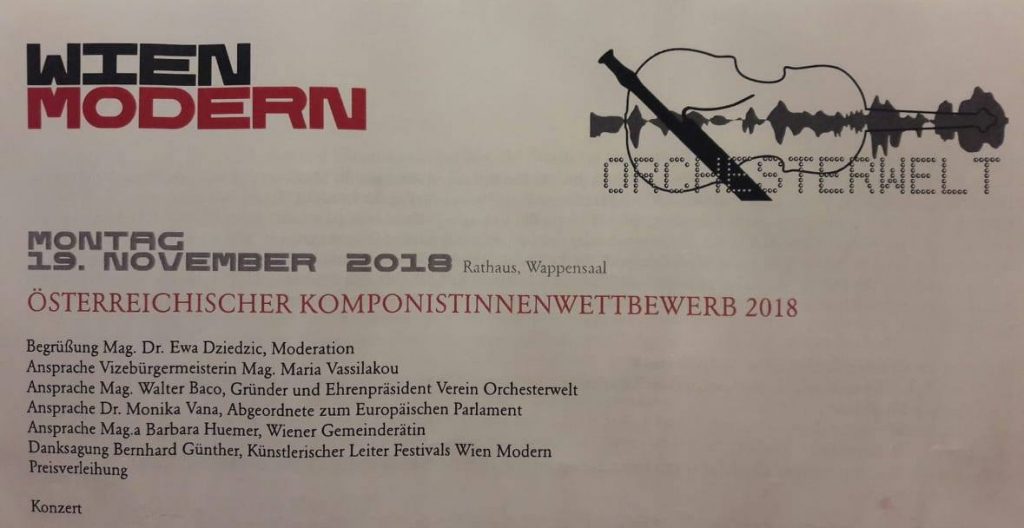 WIEN
MODERN
ORCHESTERWELT
MONTAG
19. NOVEMBER 2018 Rathaus, Wappensaal
ÖSTERREICHISCHER KOMPONISTINNENWETTBEWERB 2018
Begrüßung Mag. Dr. Ewa Dziedzic, Moderation
Ansprache Vizebürgermeisterin Mag. Maria Vassilakou
Ansprache Mag. Walter Baco, Gründer und Ehrenpräsident Verein Orchesterwelt
Ansprache Dr. Monika Vana, Abgeordnete zum Europäischen Parlament
Ansprache Mag.a Barbara Huemer, Wiener Gemeinderätin
Danksagung Bernhard Günther, Künstlerischer Leiter Festivals Wien Modern
Preisverleihung
Konzert